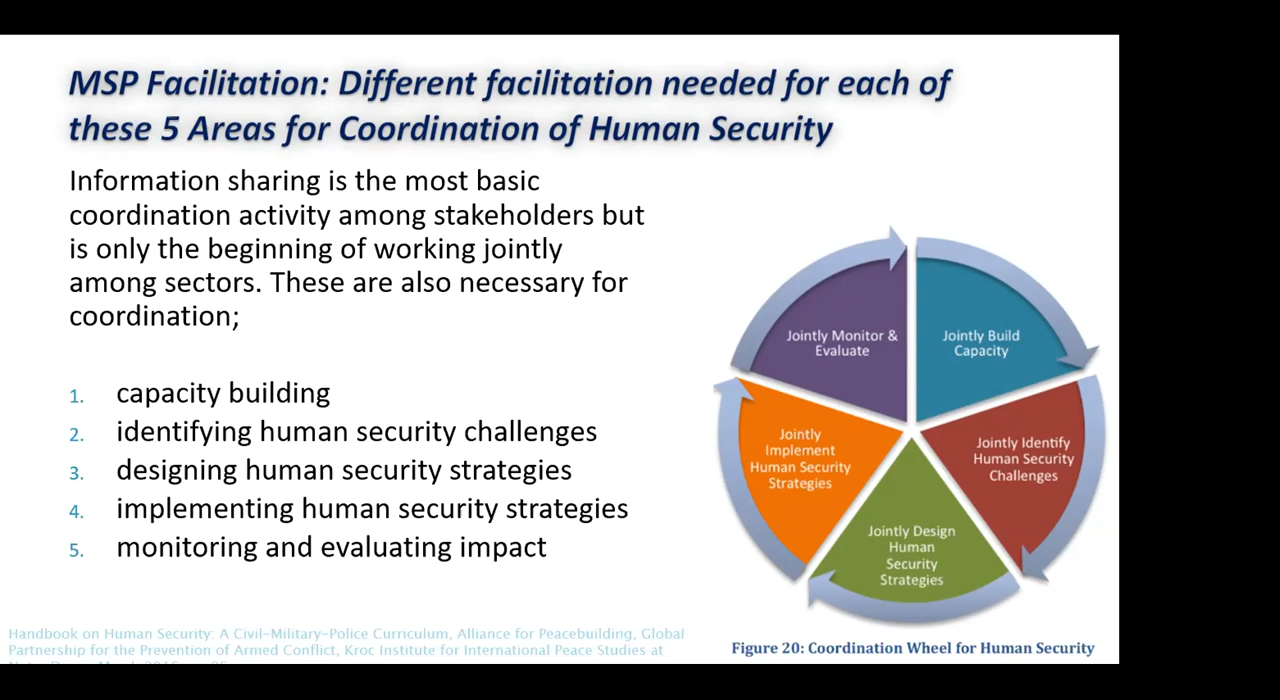 MSP Facilitation: Different facilitation needed for each of
these 5 Areas for Coordination of Human Security
Information sharing is the most basic
coordination activity among stakeholders but
is only the beginning of working jointly
among sectors. These are also necessary for
coordination;
1. capacity building
2. identifying human security challenges
3. designing human security strategies
4. implementing human security strategies
5. monitoring and evaluating impact
Jointly Monitor &
Evaluate
Jointly Build
Capacity
Jointly Identify
Human Security
Challenges
Jointly Design
Human
Security
Strategies
Jointly
Implement
Human Security
Strategies
Figure 20: Coordination Wheel for Human Security
Handbook on Human Security: A Civil-Military-Police Curriculum, Alliance for Peacebuilding, Global
Partnership for the Prevention of Armed Conflict, Kroc Institute for International Peace Studies at